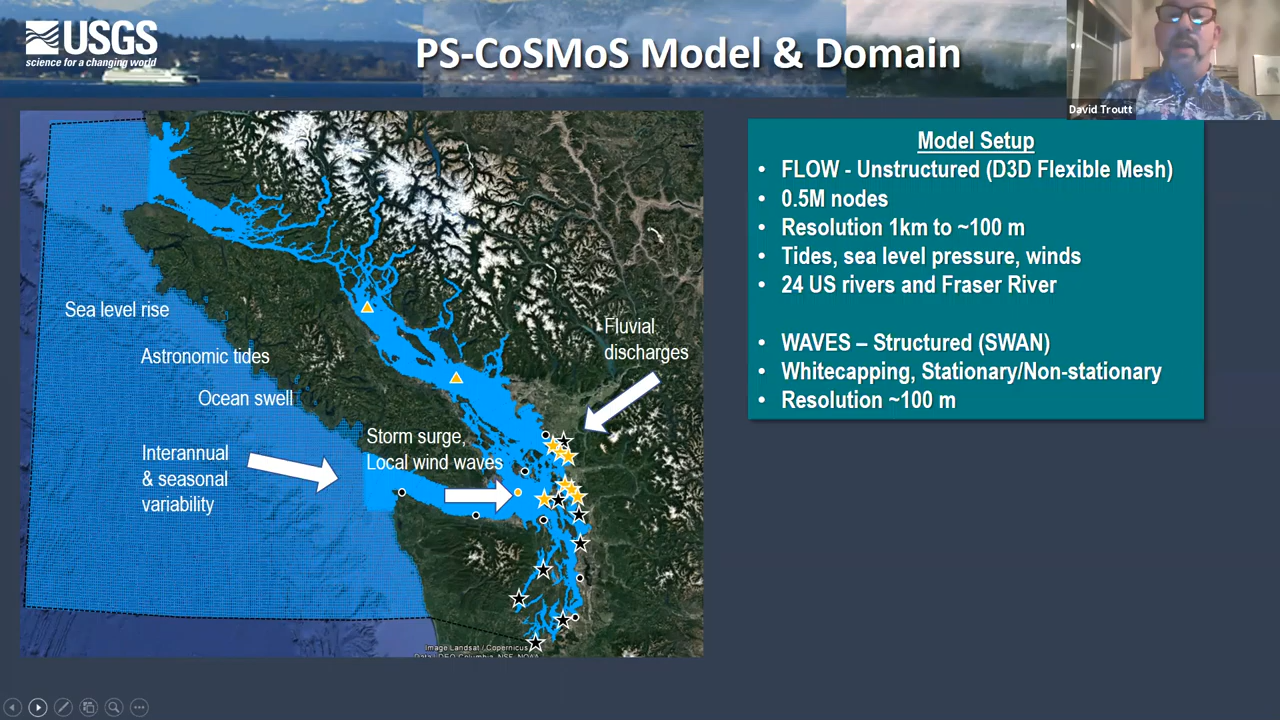 USGS
science for a changing world
PS-CoSMoS Model & Domain
David Troutt
Sea level rise
Astronomic tides
Ocean swell
Interannual
& seasonal
variability
Storm surge,
Local wind waves
Fluvial
discharges
Image Landsat / Copernicus
Data LDEO-Columbia, NSF, NOAA
Model Setup
• FLOW - Unstructured (D3D Flexible Mesh)
• 0.5M nodes
• Resolution 1km to ~100 m
• Tides, sea level pressure, winds
• 24 US rivers and Fraser River
• WAVES – Structured (SWAN)
• Whitecapping, Stationary/Non-stationary
• Resolution ~100 m